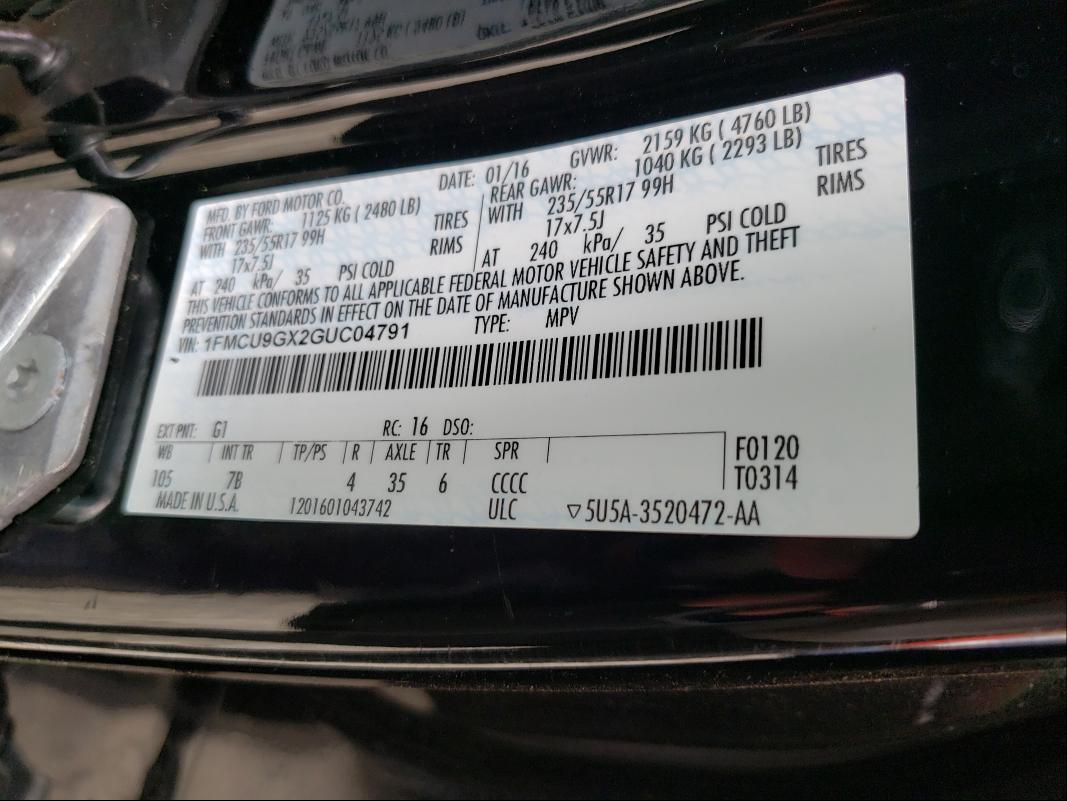 MFD. BY FORD MOTOR CO. DATE: 01/16 GVWR: 2159 KG ( 4760 LB)
FRONT GAWR: 1125 KG ( 2480 LB) REAR GAWR: 1040 KG ( 2293 LB)
WITH 235/55R17 99H TIRES WITH 235/55R17 99H TIRES
17x7.5J RIMS 17x7.5J RIMS
AT 240 kPa/ 35 PSI COLD AT 240 kPa/ 35 PSI COLD
THIS VEHICLE CONFORMS TO ALL APPLICABLE FEDERAL MOTOR VEHICLE SAFETY AND THEFT
PREVENTION STANDARDS IN EFFECT ON THE DATE OF MANUFACTURE SHOWN ABOVE.
VIN: 1FMCU9GX2GUC04791 TYPE: MPV
EXT PNT: G1 RC: 16 DSO:
WB INT TR TP/PS R AXLE TR SPR F0120
105 7B 4 35 6 CCCC T0314
MADE IN U.S.A. 1201601043742 ULC ▽5U5A-3520472-AA